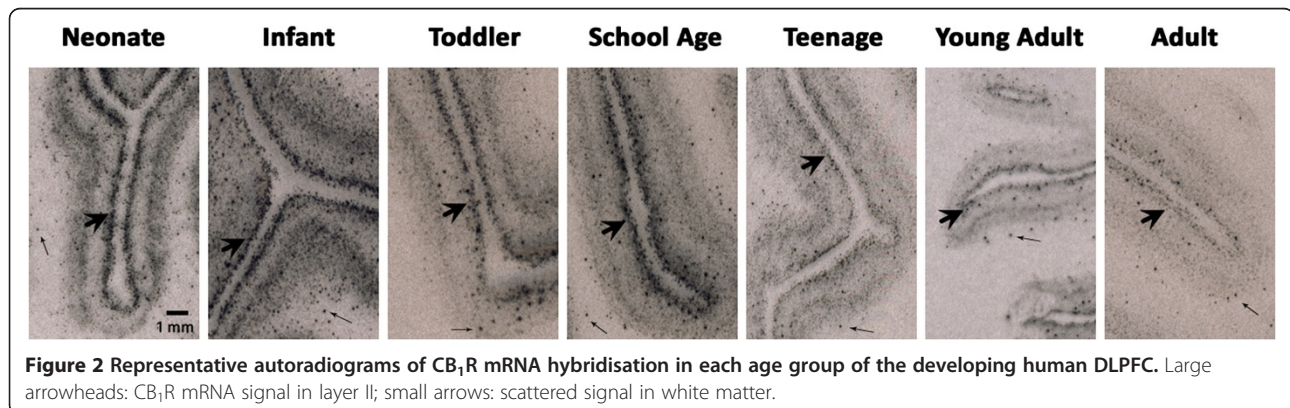 Neonate Infant Toddler School Age Teenage Young Adult Adult
1 mm
Figure 2 Representative autoradiograms of CB₁R mRNA hybridisation in each age group of the developing human DLPFC. Large
arrowheads: CB₁R mRNA signal in layer II; small arrows: scattered signal in white matter.